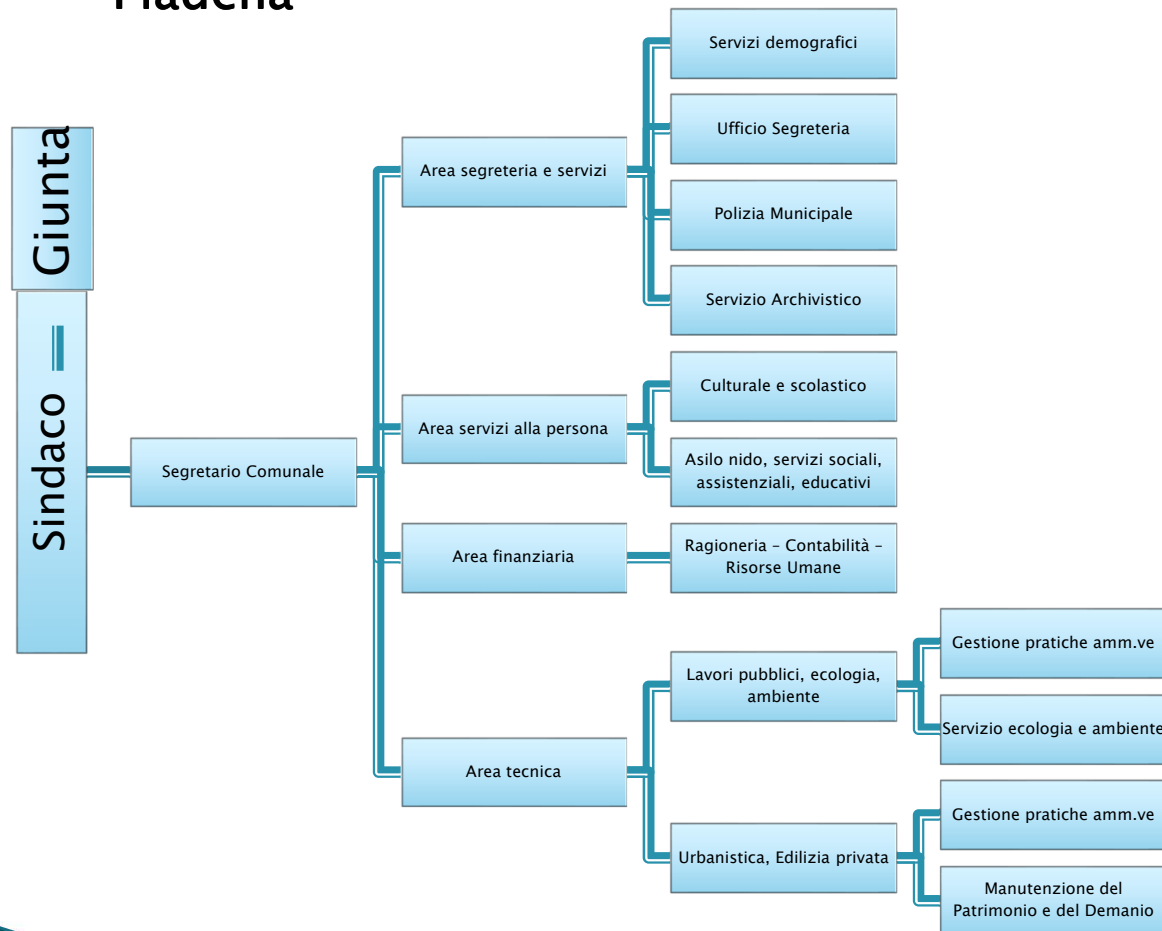 Giunta
Sindaco
Segretario Comunale
Area segreteria e servizi
Servizi demografici
Ufficio Segreteria
Polizia Municipale
Servizio Archivistico
Area servizi alla persona
Culturale e scolastico
Asilo nido, servizi sociali,
assistenziali, educativi
Area finanziaria
Ragioneria – Contabilità –
Risorse Umane
Area tecnica
Lavori pubblici, ecologia,
ambiente
Gestione pratiche amm.ve
Servizio ecologia e ambiente
Urbanistica, Edilizia privata
Gestione pratiche amm.ve
Manutenzione del
Patrimonio e del Demanio